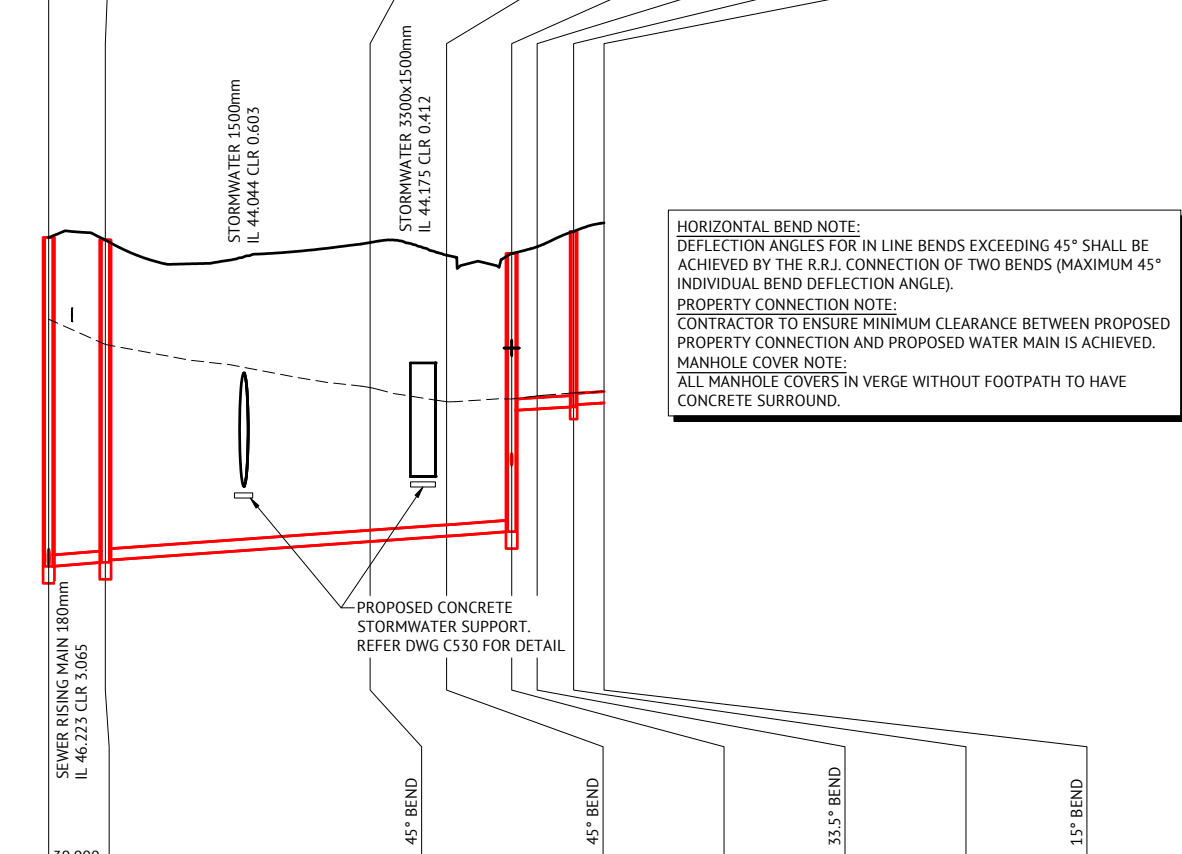 STORMWATER 1500mm
IL 44.044 CLR 0.603
STORMWATER 3300x1500mm
IL 44.175 CLR 0.412
HORIZONTAL BEND NOTE:
DEFLECTION ANGLES FOR IN LINE BENDS EXCEEDING 45° SHALL BE
ACHIEVED BY THE R.R.J. CONNECTION OF TWO BENDS (MAXIMUM 45°
INDIVIDUAL BEND DEFLECTION ANGLE).
PROPERTY CONNECTION NOTE:
CONTRACTOR TO ENSURE MINIMUM CLEARANCE BETWEEN PROPOSED
PROPERTY CONNECTION AND PROPOSED WATER MAIN IS ACHIEVED.
MANHOLE COVER NOTE:
ALL MANHOLE COVERS IN VERGE WITHOUT FOOTPATH TO HAVE
CONCRETE SURROUND.
PROPOSED CONCRETE
STORMWATER SUPPORT.
REFER DWG C530 FOR DETAIL
SEWER RISING MAIN 180mm
IL 46.223 CLR 3.065
45° BEND
45° BEND
33.5° BEND
15° BEND